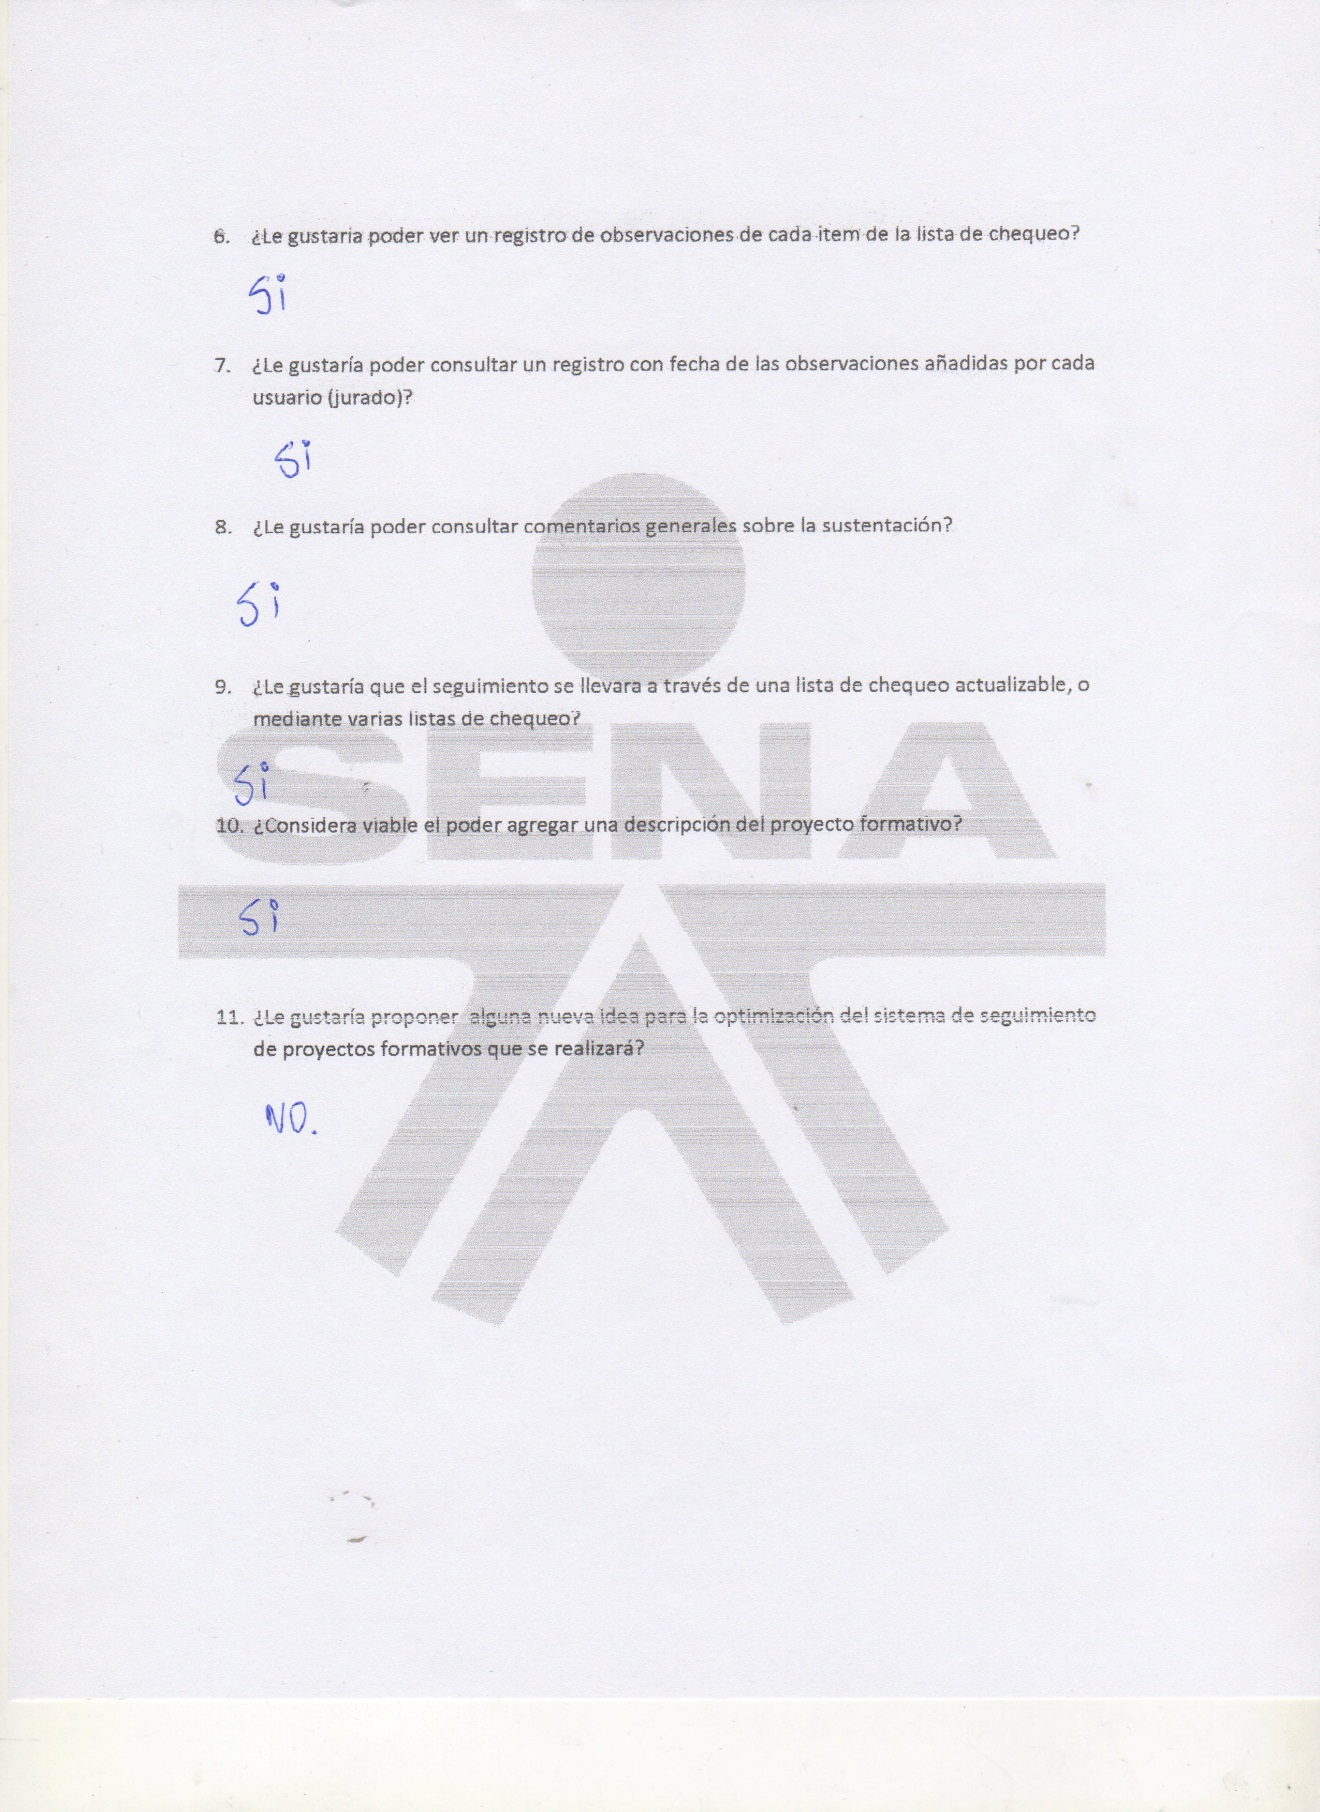 6. ¿Le gustaría poder ver un registro de observaciones de cada item de la lista de chequeo?
Si
7. ¿Le gustaría poder consultar un registro con fecha de las observaciones añadidas por cada
usuario (jurado)?
Si
8. ¿Le gustaría poder consultar comentarios generales sobre la sustentación?
Si
9. ¿Le gustaría que el seguimiento se llevara a través de una lista de chequeo actualizable, o
mediante varias listas de chequeo?
SENA
Si
10. ¿Considera viable el poder agregar una descripción del proyecto formativo?
Si
11. ¿Le gustaría proponer alguna nueva idea para la optimización del sistema de seguimiento
de proyectos formativos que se realizará?
NO.